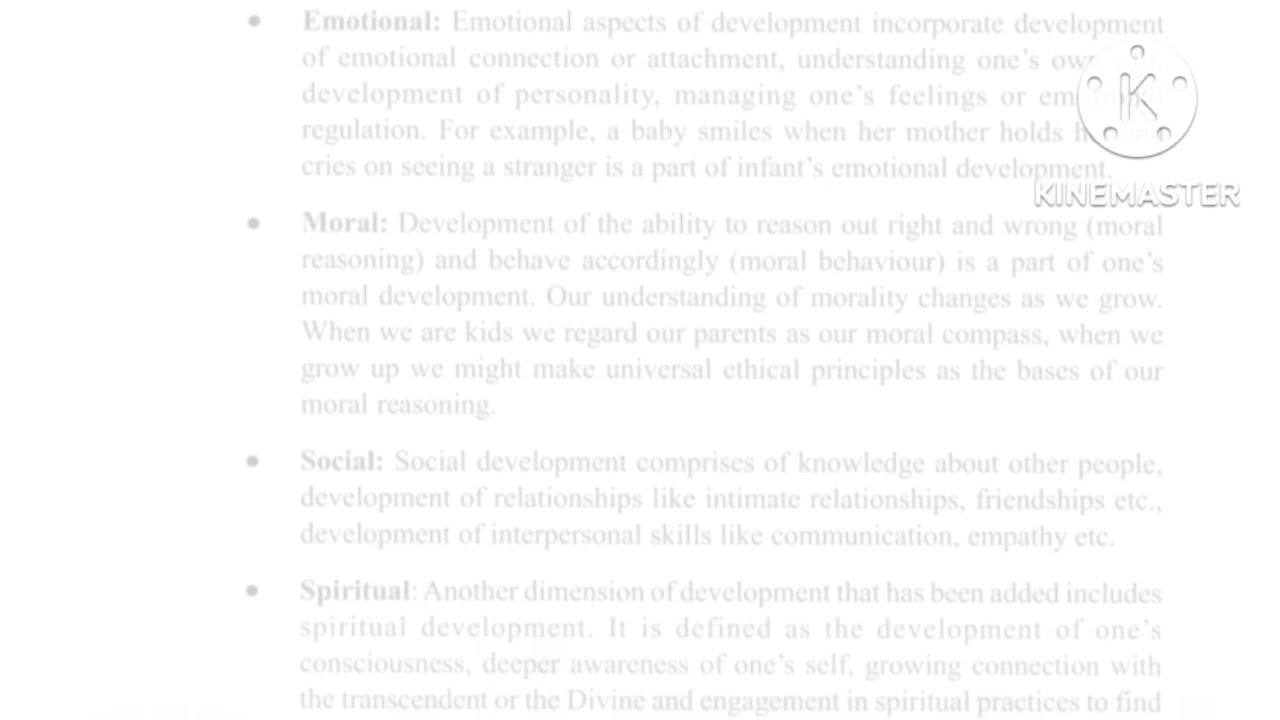 • Emotional: Emotional aspects of development incorporate development
of emotional connection or attachment, understanding one's own self,
development of personality, managing one's feelings or emotional
regulation. For example, a baby smiles when her mother holds her and
cries on seeing a stranger is a part of infant's emotional development.
KINEMASTER
• Moral: Development of the ability to reason out right and wrong (moral
reasoning) and behave accordingly (moral behaviour) is a part of one's
moral development. Our understanding of morality changes as we grow.
When we are kids we regard our parents as our moral compass, when we
grow up we might make universal ethical principles as the bases of our
moral reasoning.
• Social: Social development comprises of knowledge about other people,
development of relationships like intimate relationships, friendships etc.,
development of interpersonal skills like communication, empathy etc.
• Spiritual: Another dimension of development that has been added includes
spiritual development. It is defined as the development of one's
consciousness, deeper awareness of one's self, growing connection with
the transcendent or the Divine and engagement in spiritual practices to find